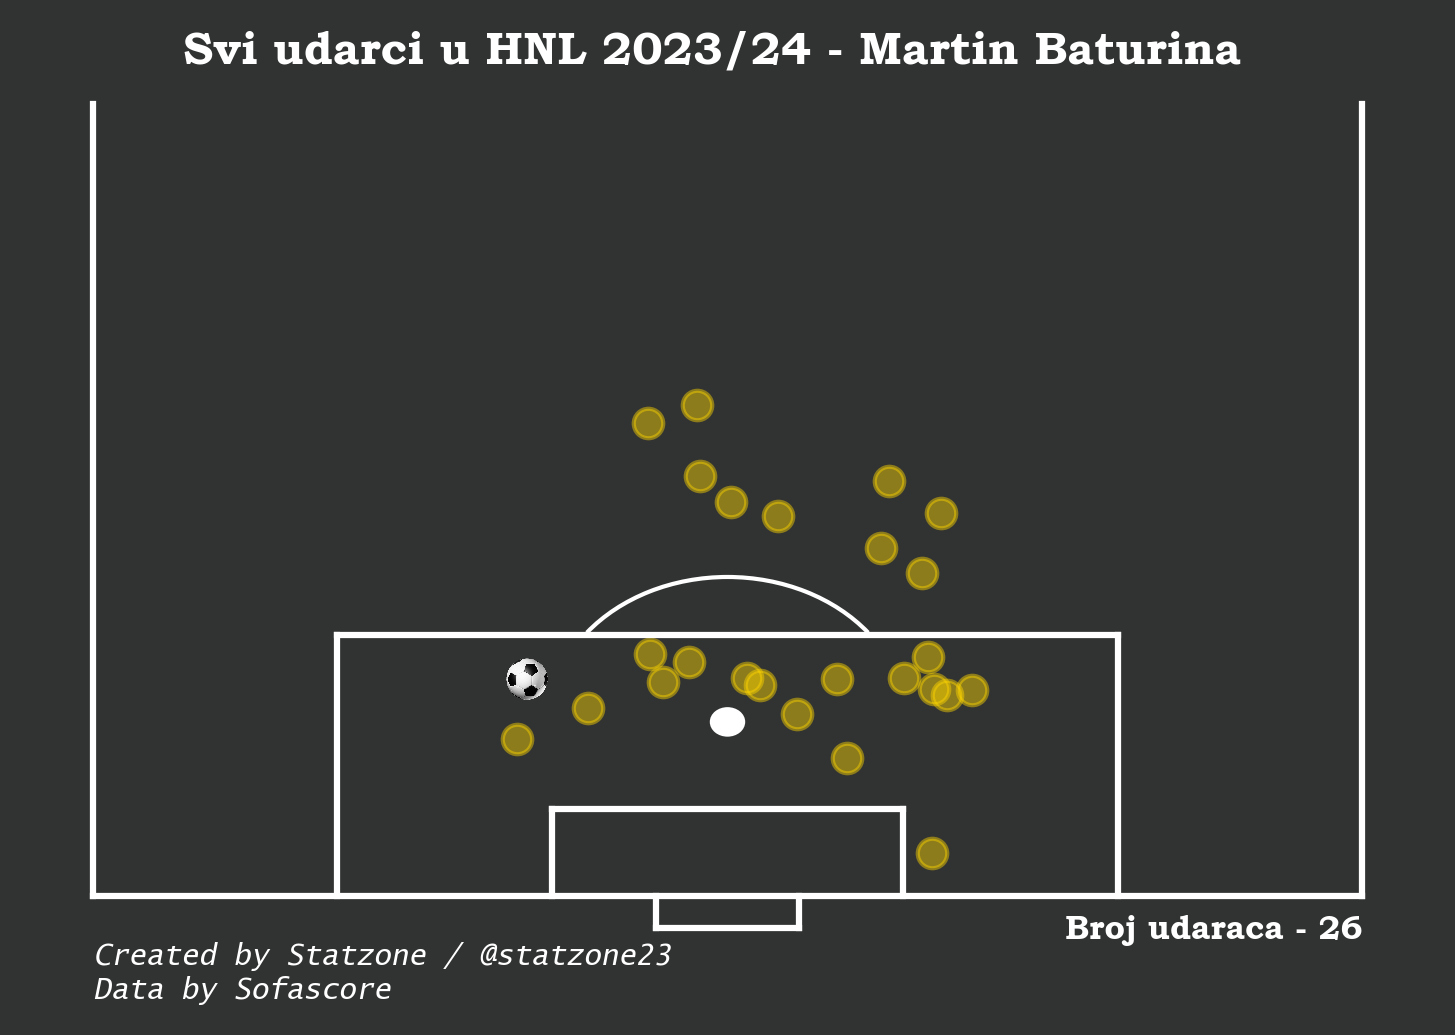 Svi udarci u HNL 2023/24 - Martin Baturina
Broj udaraca - 26
Created by Statzone / @statzone23
Data by Sofascore